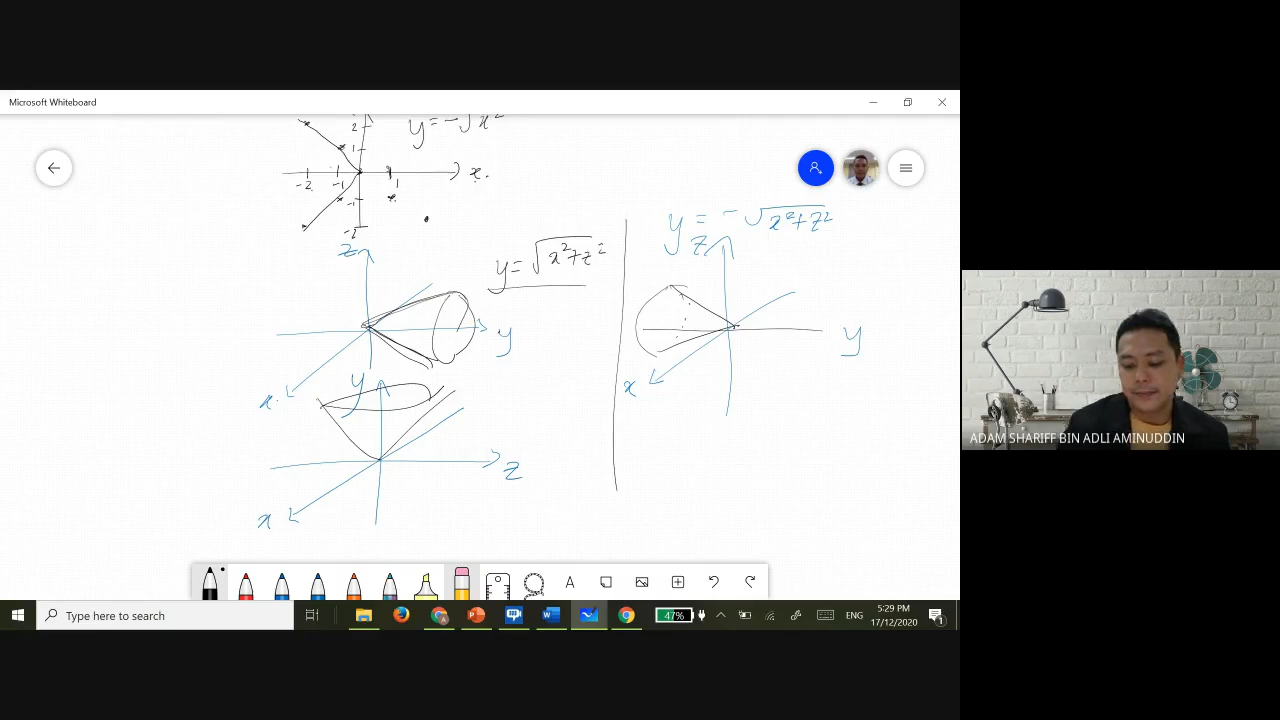 Microsoft Whiteboard
2
y = -√x²
1
x
-2
-1
1
-1
-2
z
y = √x²+z²
y
x
y
z
x
y = -√x²+z²
z
y
x
ADAM SHARIFF BIN ADLI AMINUDDIN
A
Type here to search
47%
ENG
5:29 PM
17/12/2020
1